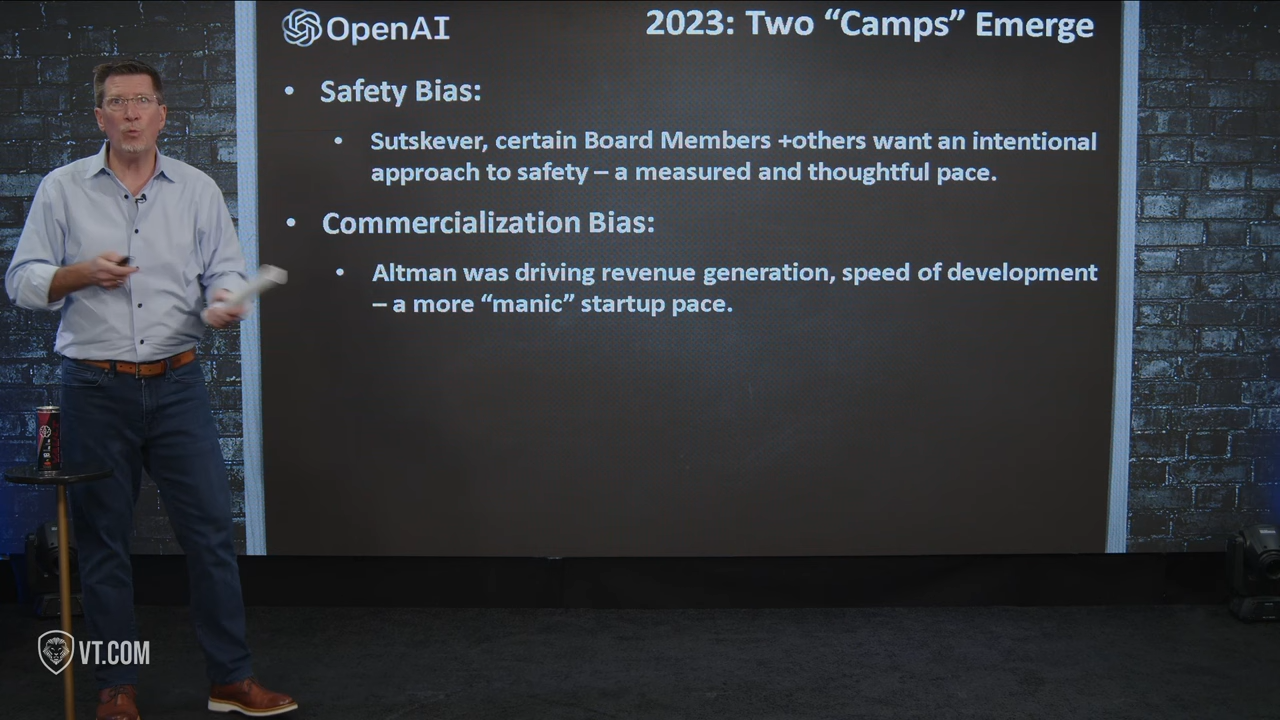 OpenAI
2023: Two “Camps” Emerge
• Safety Bias:
• Sutskever, certain Board Members +others want an intentional
approach to safety – a measured and thoughtful pace.
• Commercialization Bias:
• Altman was driving revenue generation, speed of development
– a more “manic” startup pace.
VT.COM